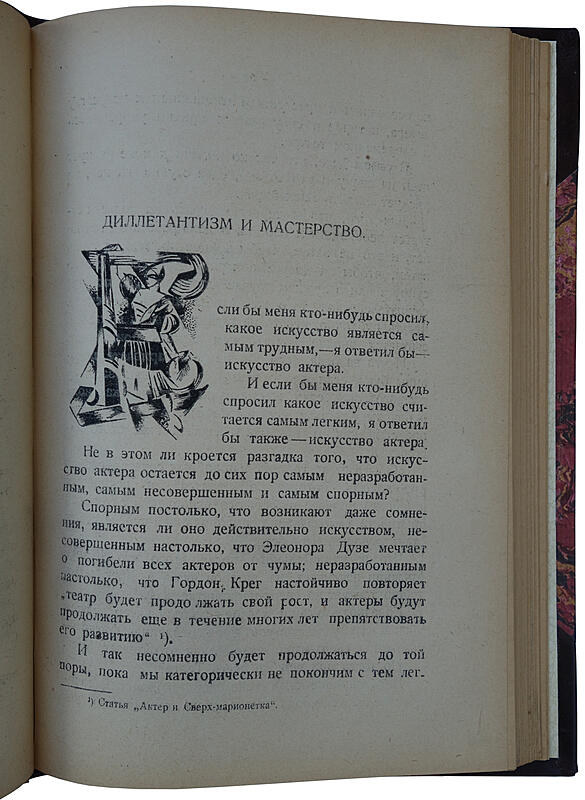 ДИЛЛЕТАНТИЗМ И МАСТЕРСТВО.
Если бы меня кто-нибудь спросил,
какое искусство является са-
мым трудным,—я ответил бы—
искусство актера.
И если бы меня кто-нибудь
спросил какое искусство счи-
тается самым легким, я ответил
бы также—искусство актера.
Не в этом ли кроется разгадка того, что искус-
ство актера остается до сих пор самым неразработан-
ным, самым несовершенным и самым спорным?
Спорным постолько, что возникают даже сомне-
ния, является ли оно действительно искусством, не-
совершенным настолько, что Элеонора Дузе мечтает
о погибели всех актеров от чумы; неразработанным
настолько, что Гордон Крег настойчиво повторяет
„театр будет продолжать свой рост, и актеры будут
продолжать еще в течение многих лет препятствовать
его развитию“ ¹).
И так несомненно будет продолжаться до той
поры, пока мы категорически не покончим с тем лег-
¹) Статья „Актер и Сверх-марионетка“.